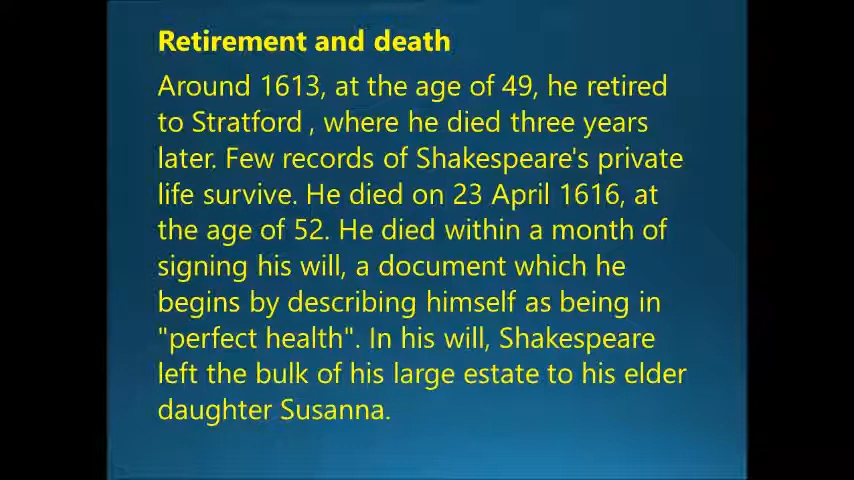 Retirement and death
Around 1613, at the age of 49, he retired
to Stratford , where he died three years
later. Few records of Shakespeare's private
life survive. He died on 23 April 1616, at
the age of 52. He died within a month of
signing his will, a document which he
begins by describing himself as being in
"perfect health". In his will, Shakespeare
left the bulk of his large estate to his elder
daughter Susanna.